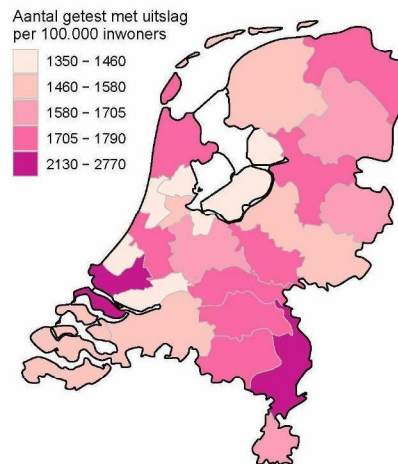 Aantal getest met uitslag
per 100.000 inwoners
1350 – 1460
1460 – 1580
1580 – 1705
1705 – 1790
2130 – 2770